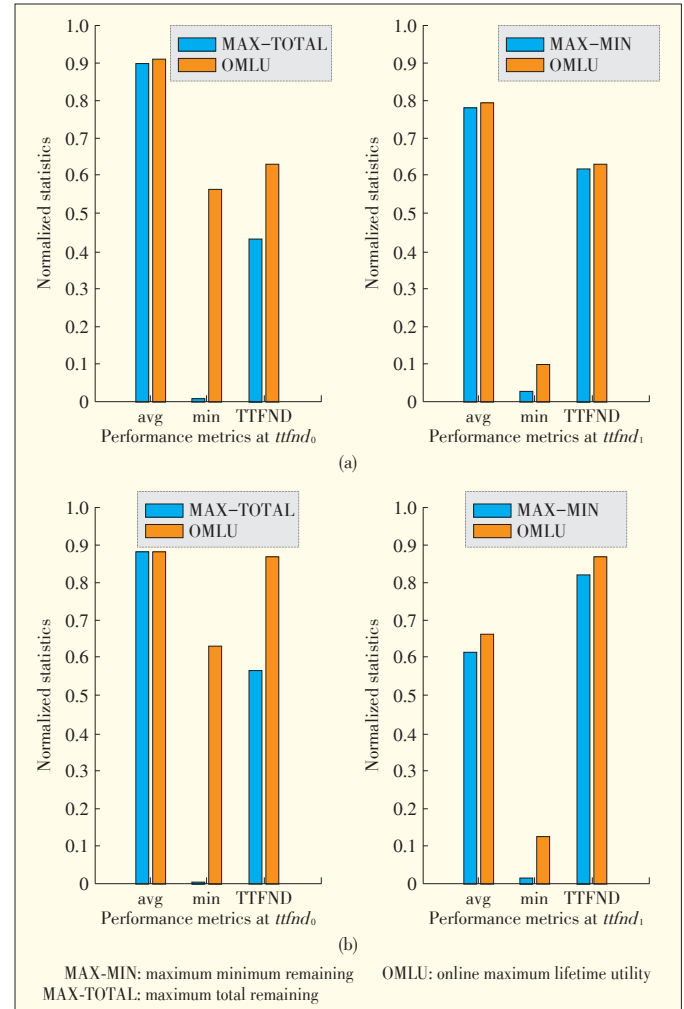 MAX-TOTAL
OMLU
Normalized statistics
1.0
0.9
0.8
0.7
0.6
0.5
0.4
0.3
0.2
0.1
0
avg min TTFND
Performance metrics at ttfnd₀
MAX-MIN
OMLU
Normalized statistics
1.0
0.9
0.8
0.7
0.6
0.5
0.4
0.3
0.2
0.1
0
avg min TTFND
Performance metrics at ttfnd₁
(a)
MAX-TOTAL
OMLU
Normalized statistics
1.0
0.9
0.8
0.7
0.6
0.5
0.4
0.3
0.2
0.1
0
avg min TTFND
Performance metrics at ttfnd₀
MAX-MIN
OMLU
Normalized statistics
1.0
0.9
0.8
0.7
0.6
0.5
0.4
0.3
0.2
0.1
0
avg min TTFND
Performance metrics at ttfnd₁
(b)
MAX-MIN: maximum minimum remaining OMLU: online maximum lifetime utility
MAX-TOTAL: maximum total remaining